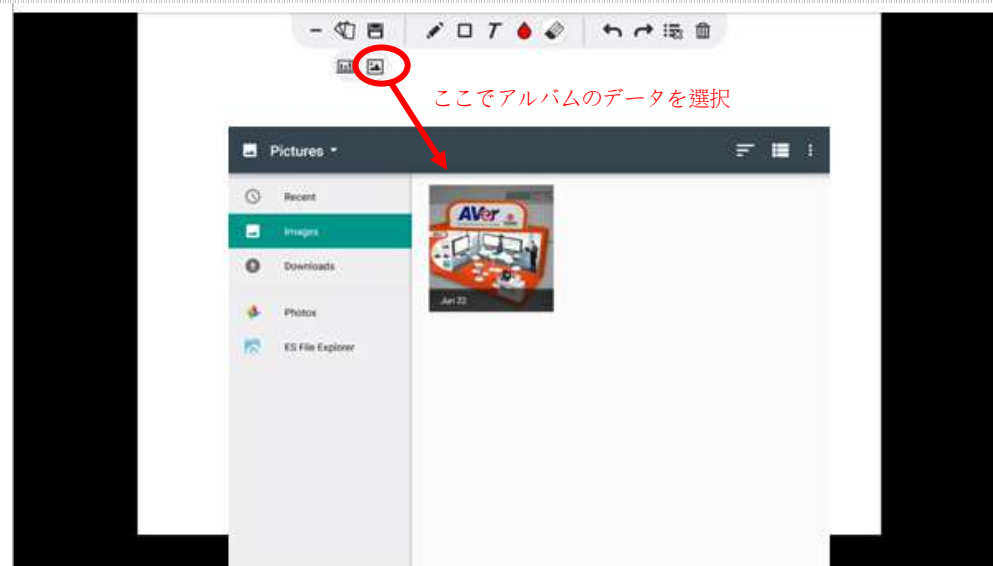 ここでアルバムのデータを選択
Pictures
Recent
Images
Downloads
Photos
ES File Explorer
AVer
Jun 22